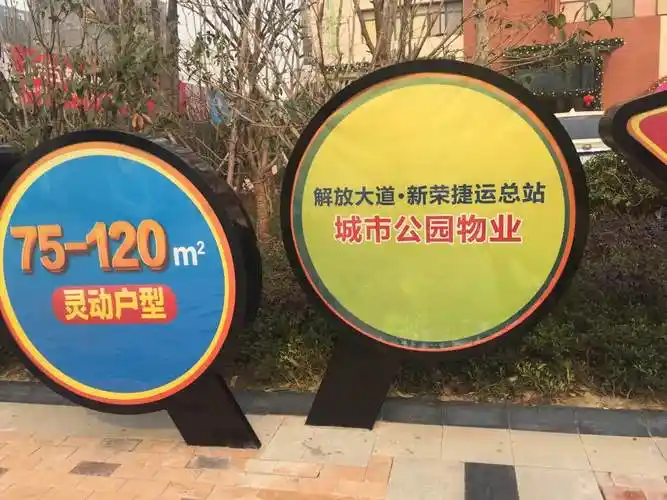 75-120m²
灵动户型
解放大道·新荣捷运总站
城市公园物业